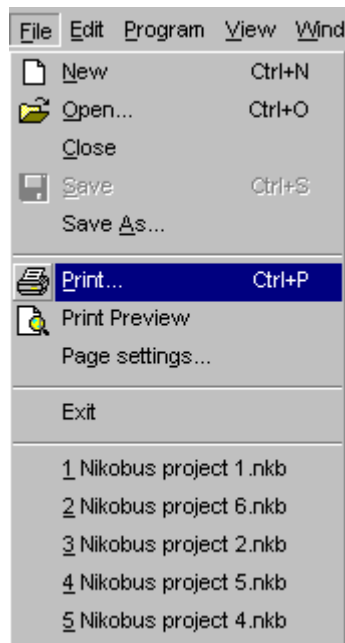 File Edit Program View Wind
New Ctrl+N
Open... Ctrl+O
Close
Save Ctrl+S
Save As...
Print... Ctrl+P
Print Preview
Page settings...
Exit
1 Nikobus project 1.nkb
2 Nikobus project 6.nkb
3 Nikobus project 2.nkb
4 Nikobus project 5.nkb
5 Nikobus project 4.nkb